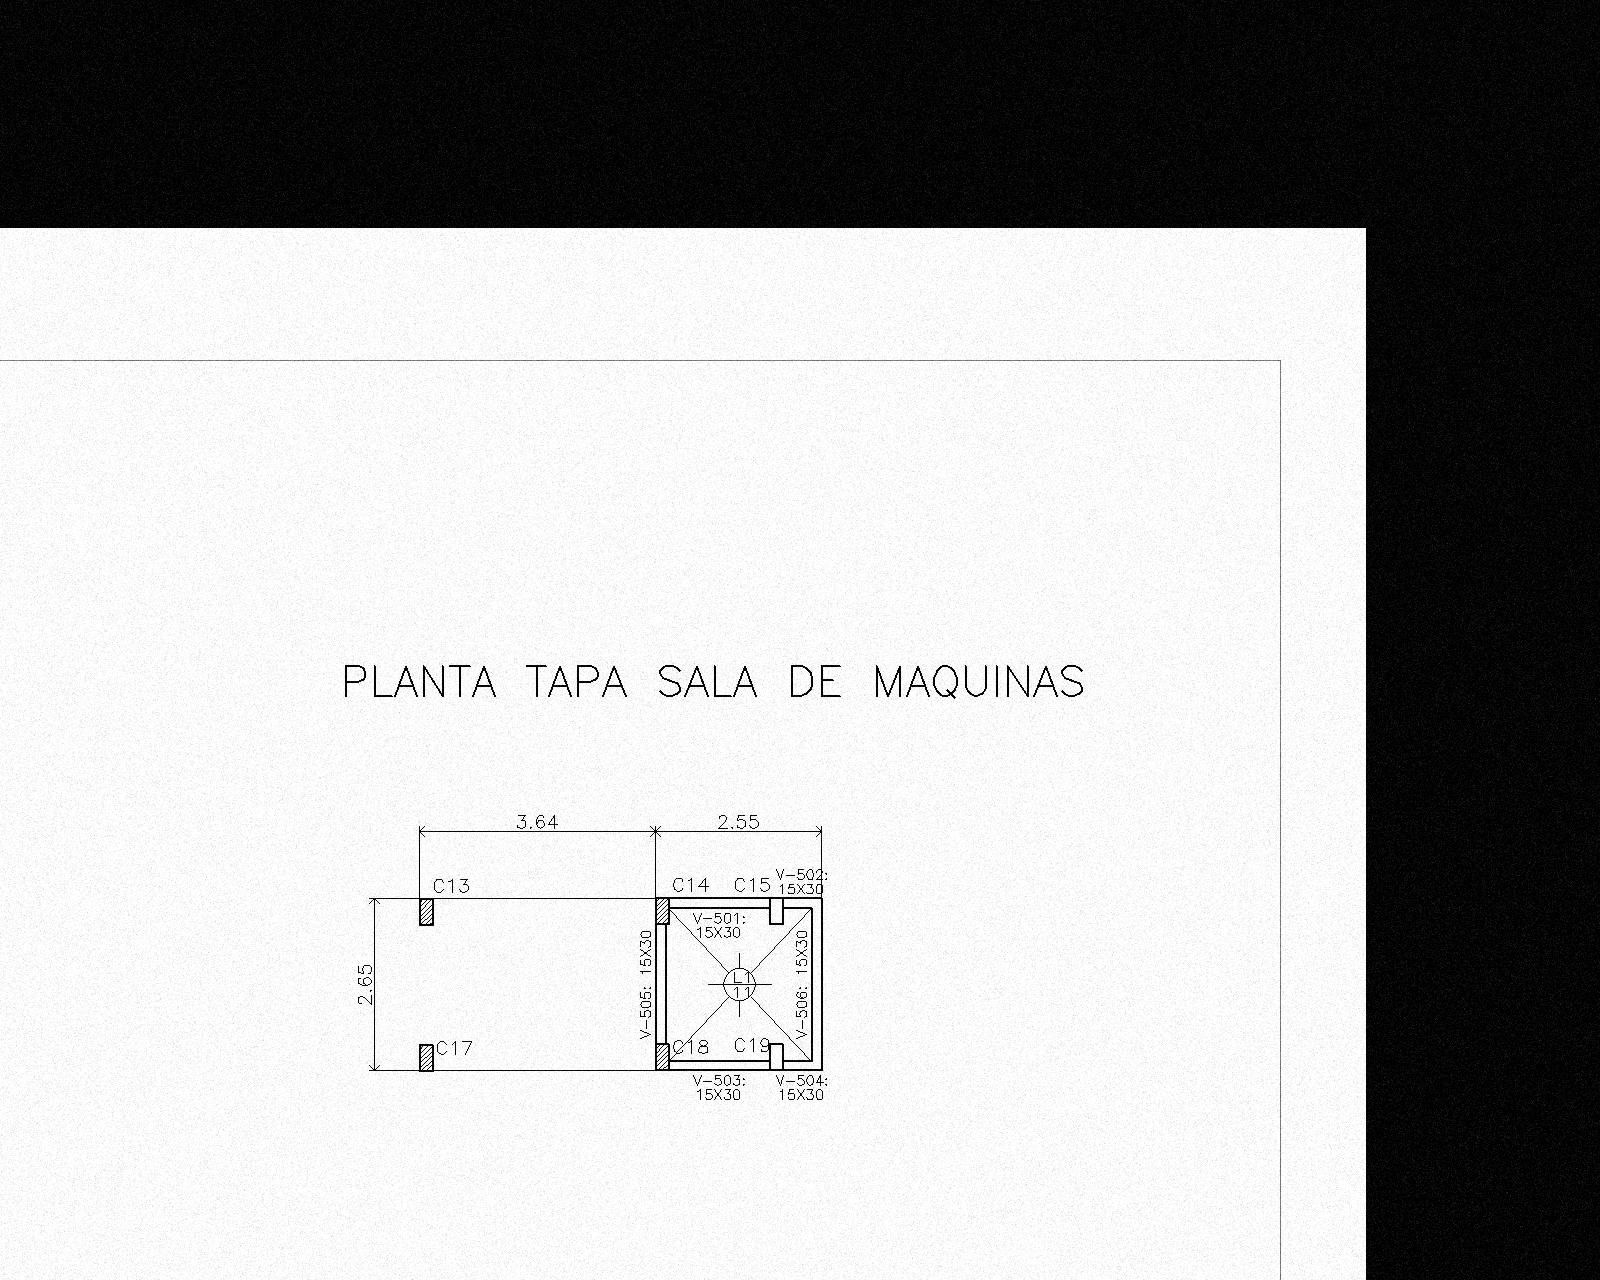 PLANTA TAPA SALA DE MAQUINAS
3.64
2.55
C13
C14
C15
V-502:
15X30
V-501:
15X30
2.65
V-505: 15X30
L1
11
V-506: 15X30
C17
C18
C19
V-503:
15X30
V-504:
15X30